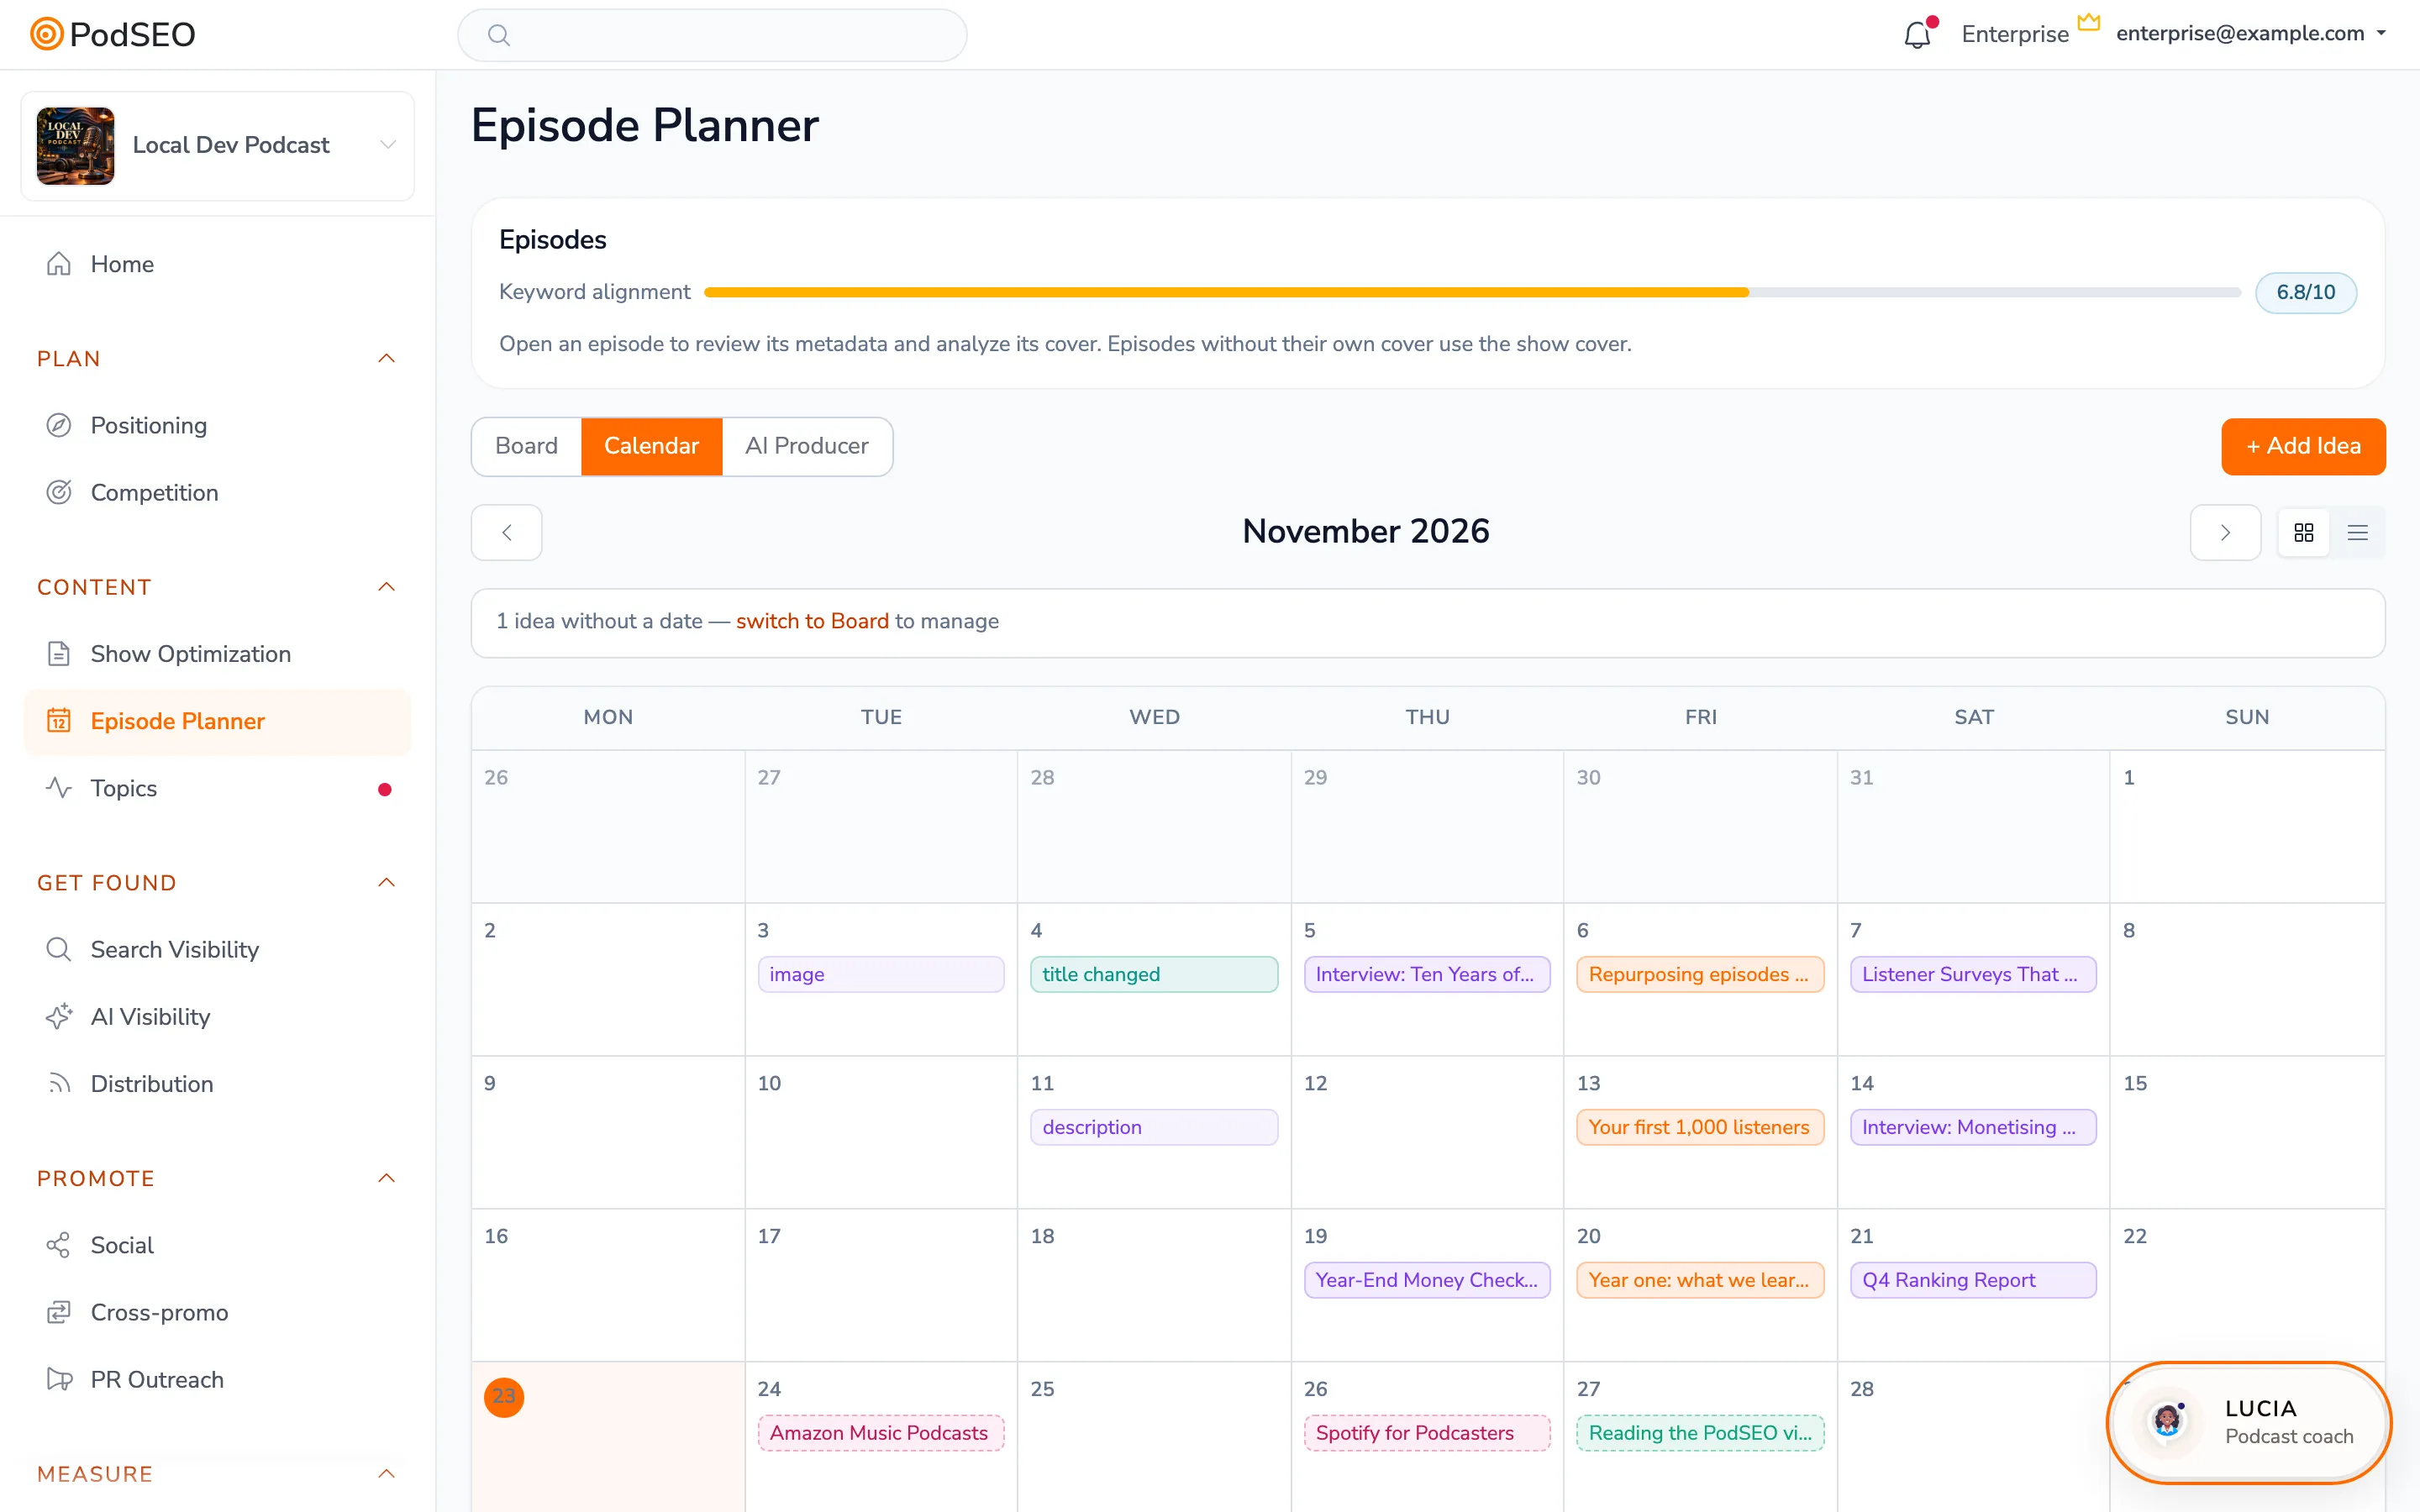 PodSEO
Enterprise
enterprise@example.com
LOCAL
DEV
PODCAST
Local Dev Podcast
Home
PLAN
Positioning
Competition
CONTENT
Show Optimization
12
Episode Planner
Topics
GET FOUND
Search Visibility
AI Visibility
Distribution
PROMOTE
Social
Cross-promo
PR Outreach
MEASURE
Episode Planner
Episodes
Keyword alignment
6.8/10
Open an episode to review its metadata and analyze its cover. Episodes without their own cover use the show cover.
Board
Calendar
AI Producer
+ Add Idea
November 2026
1 idea without a date — switch to Board to manage
MON TUE WED THU FRI SAT SUN
26 27 28 29 30 31 1
2 3 4 5 6 7 8
image
title changed
Interview: Ten Years of...
Repurposing episodes ...
Listener Surveys That ...
9 10 11 12 13 14 15
description
Your first 1,000 listeners
Interview: Monetising ...
16 17 18 19 20 21 22
Year-End Money Check...
Year one: what we lear...
Q4 Ranking Report
23 24 25 26 27 28
Amazon Music Podcasts
Spotify for Podcasters
Reading the PodSEO vi...
LUCIA
Podcast coach